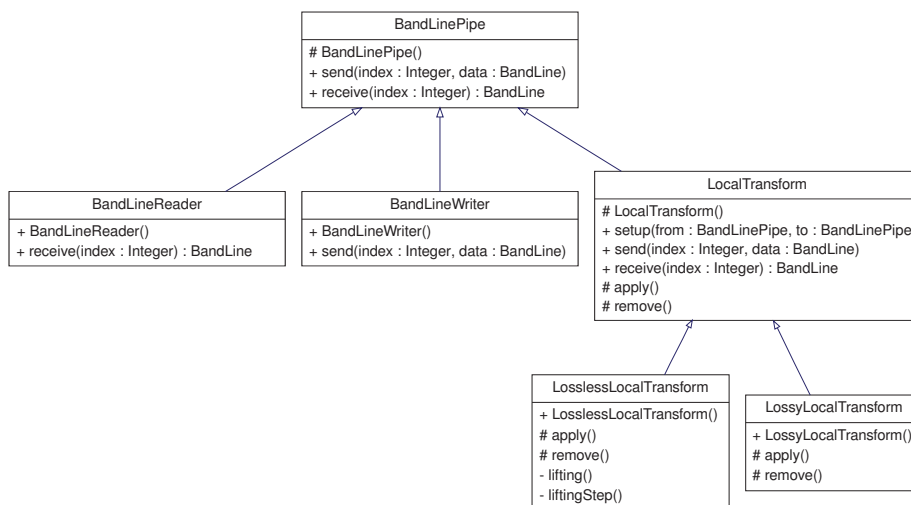 BandLinePipe
# BandLinePipe()
+ send(index : Integer, data : BandLine)
+ receive(index : Integer) : BandLine
BandLineReader
+ BandLineReader()
+ receive(index : Integer) : BandLine
BandLineWriter
+ BandLineWriter()
+ send(index : Integer, data : BandLine)
LocalTransform
# LocalTransform()
+ setup(from : BandLinePipe, to : BandLinePipe
+ send(index : Integer, data : BandLine)
+ receive(index : Integer) : BandLine
# apply()
# remove()
LosslessLocalTransform
+ LosslessLocalTransform()
# apply()
# remove()
- lifting()
- liftingStep()
LossyLocalTransform
+ LossyLocalTransform()
# apply()
# remove()